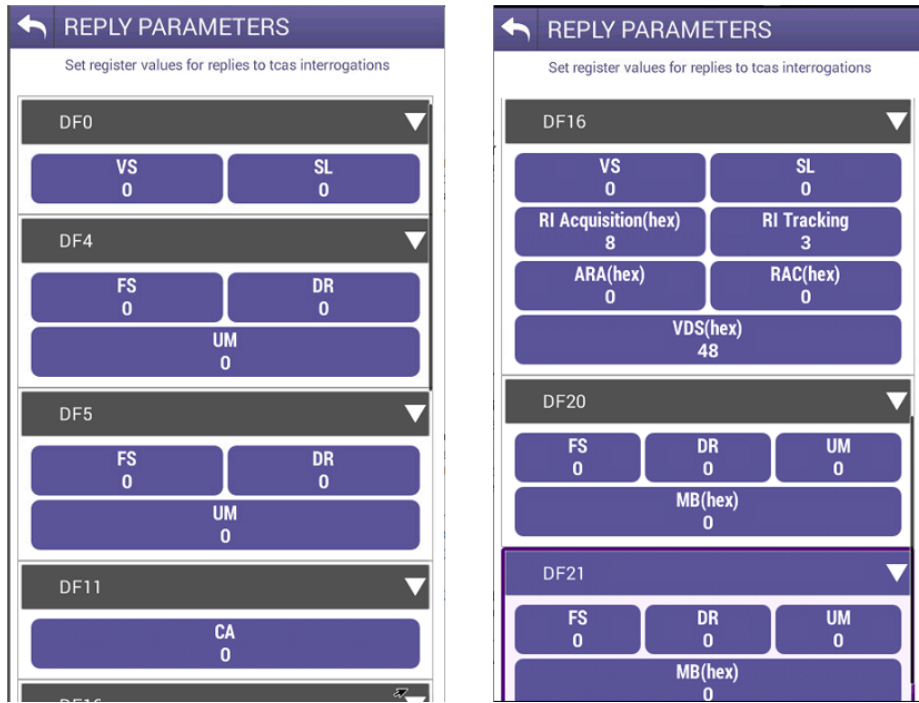 REPLY PARAMETERS
Set register values for replies to tcas interrogations
DF0
VS
0
SL
0
DF4
FS
0
DR
0
UM
0
DF5
FS
0
DR
0
UM
0
DF11
CA
0
DF16
REPLY PARAMETERS
Set register values for replies to tcas interrogations
DF16
VS
0
SL
0
RI Acquisition(hex)
8
RI Tracking
3
ARA(hex)
0
RAC(hex)
0
VDS(hex)
48
DF20
FS
0
DR
0
UM
0
MB(hex)
0
DF21
FS
0
DR
0
UM
0
MB(hex)
0